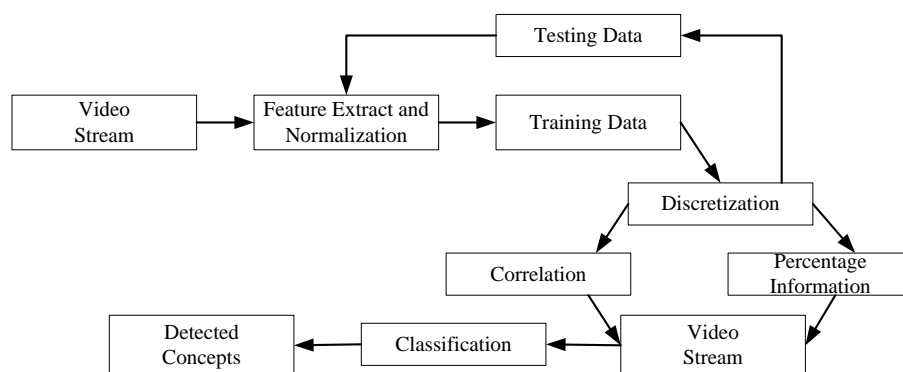 Testing Data
Video
Stream
Feature Extract and
Normalization
Training Data
Discretization
Correlation
Percentage
Information
Detected
Concepts
Classification
Video
Stream